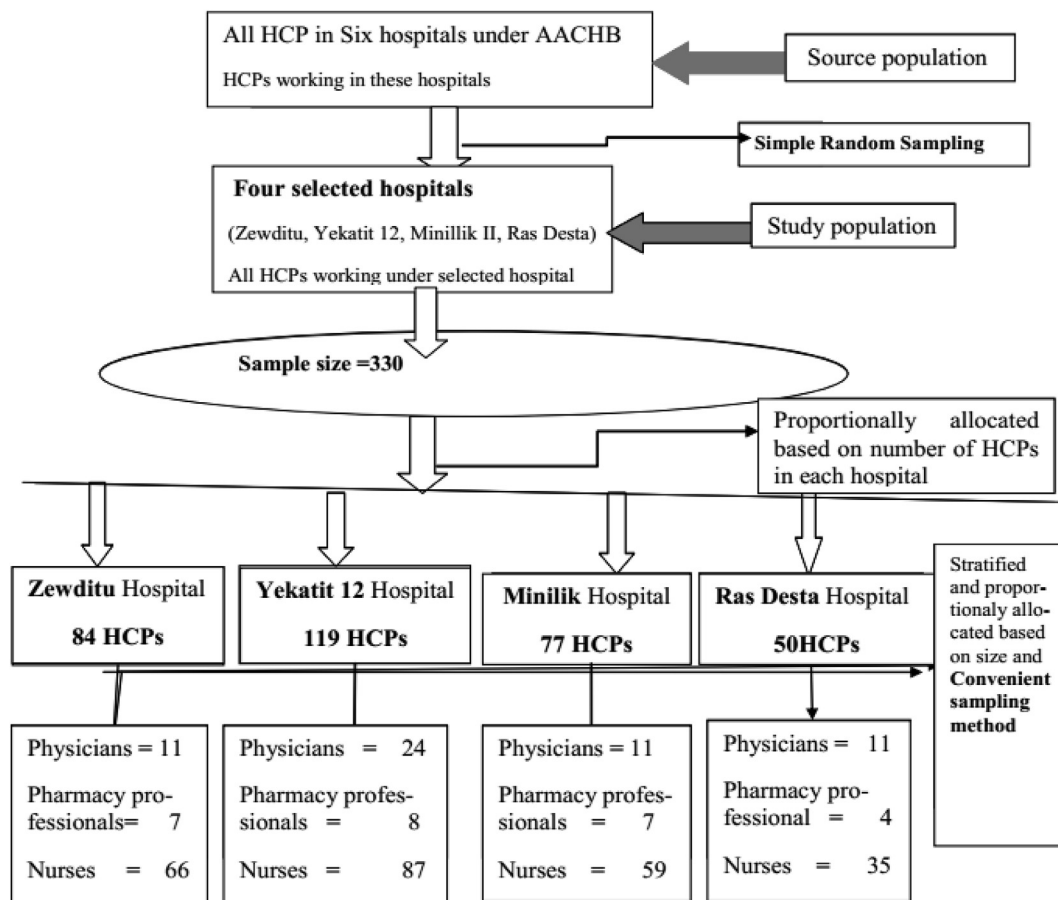 All HCP in Six hospitals under AACHB
HCPs working in these hospitals
Source population
Simple Random Sampling
Four selected hospitals
(Zewditu, Yekatit 12, Minillik II, Ras Desta)
All HCPs working under selected hospital
Study population
Sample size =330
Proportionally allocated
based on number of HCPs
in each hospital
Zewditu Hospital
84 HCPs
Yekatit 12 Hospital
119 HCPs
Minilik Hospital
77 HCPs
Ras Desta Hospital
50HCPs
Stratified
and propor-
tionaly allo-
cated based
on size and
Convenient
sampling
method
Physicians = 11
Pharmacy pro-
fessionals= 7
Nurses = 66
Physicians = 24
Pharmacy profes-
sionals = 8
Nurses = 87
Physicians = 11
Pharmacy profes-
sionals = 7
Nurses = 59
Physicians = 11
Pharmacy pro-
fessional = 4
Nurses = 35